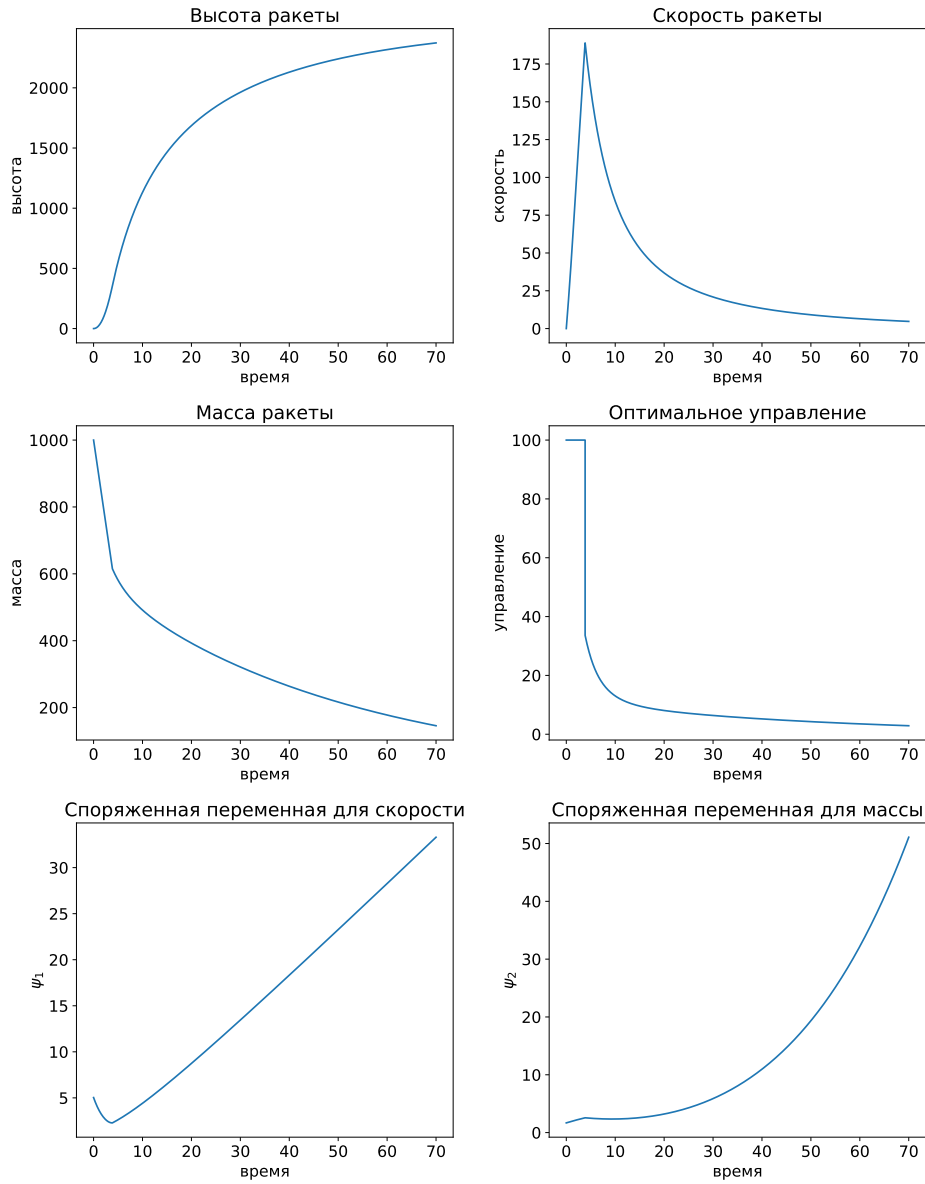 Высота ракеты
Скорость ракеты
2000
1500
1000
500
0
высота
0 10 20 30 40 50 60 70
время
175
150
125
100
75
50
25
0
скорость
0 10 20 30 40 50 60 70
время
Масса ракеты
Оптимальное управление
1000
800
600
400
200
масса
0 10 20 30 40 50 60 70
время
100
80
60
40
20
0
управление
0 10 20 30 40 50 60 70
время
Споряженная переменная для скорости
Споряженная переменная для массы
30
25
20
15
10
5
ψ₁
0 10 20 30 40 50 60 70
время
50
40
30
20
10
0
ψ₂
0 10 20 30 40 50 60 70
время